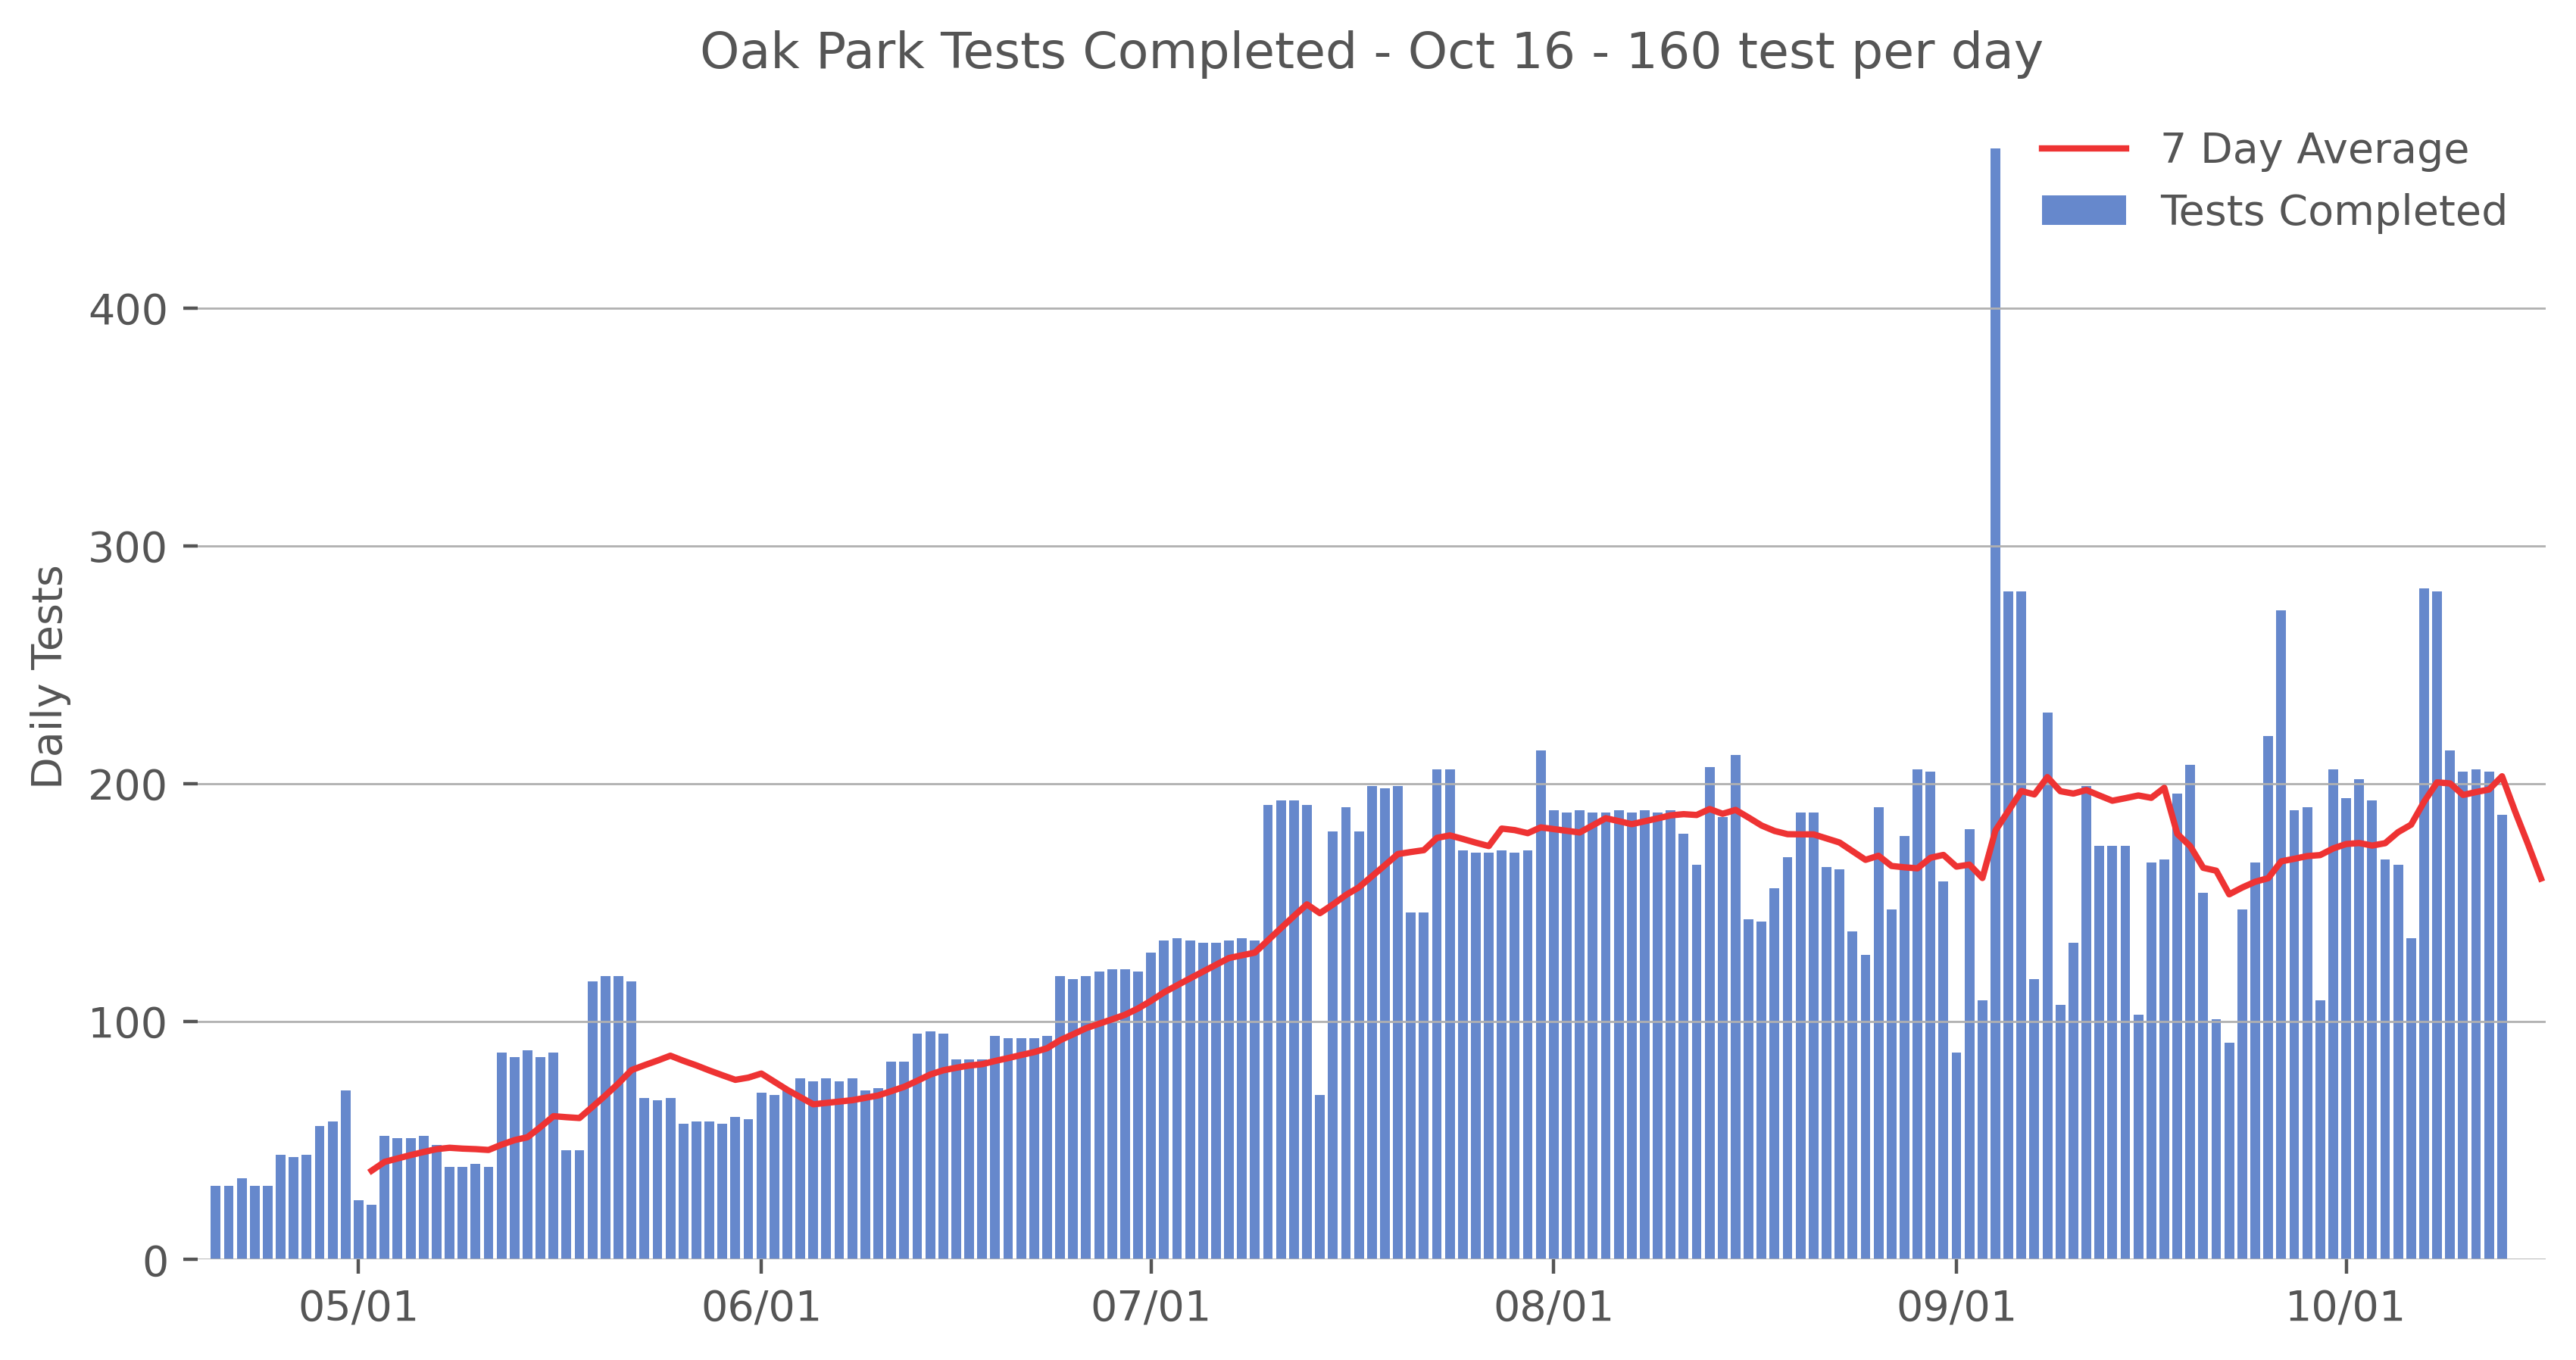 Oak Park Tests Completed - Oct 16 - 160 test per day
7 Day Average
Tests Completed
Daily Tests
400
300
200
100
0
05/01
06/01
07/01
08/01
09/01
10/01